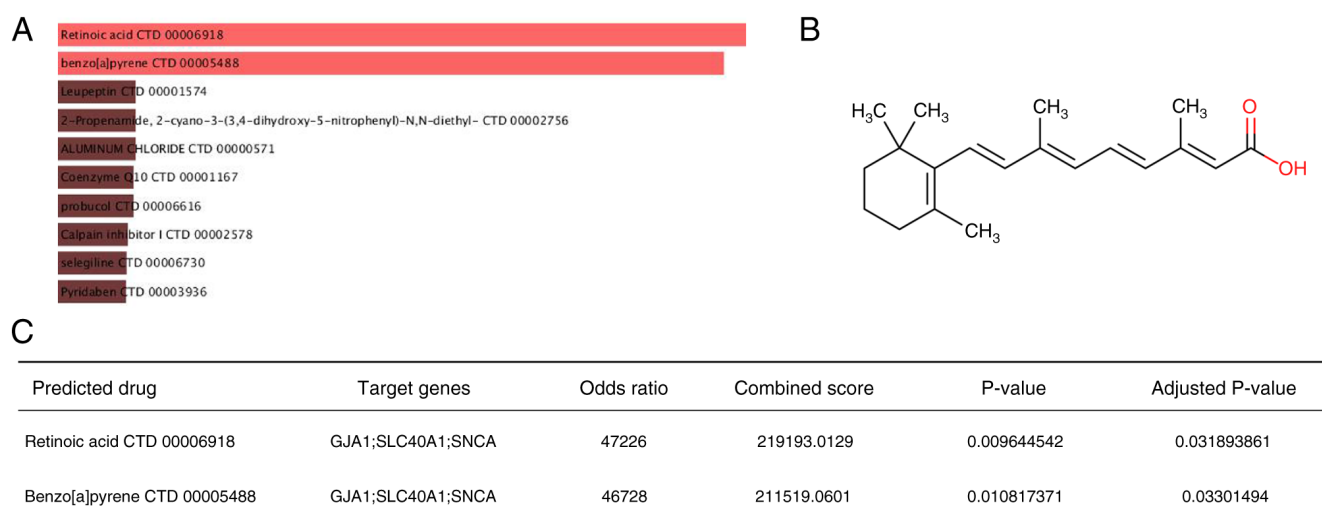 A
Retinoic acid CTD 00006918
benzo[a]pyrene CTD 00005488
Leupeptin CTD 00001574
2-Propenamide, 2-cyano-3-(3,4-dihydroxy-5-nitrophenyl)-N,N-diethyl- CTD 00002756
ALUMINUM CHLORIDE CTD 00000571
Coenzyme Q10 CTD 00001167
probucol CTD 00006616
Calpain inhibitor I CTD 00002578
selegiline CTD 00006730
Pyridaben CTD 00003936
B
H3C CH3 CH3 CH3 O
OH
CH3
C
Predicted drug Target genes Odds ratio Combined score P-value Adjusted P-value
Retinoic acid CTD 00006918 GJA1;SLC40A1;SNCA 47226 219193.0129 0.009644542 0.031893861
Benzo[a]pyrene CTD 00005488 GJA1;SLC40A1;SNCA 46728 211519.0601 0.010817371 0.03301494